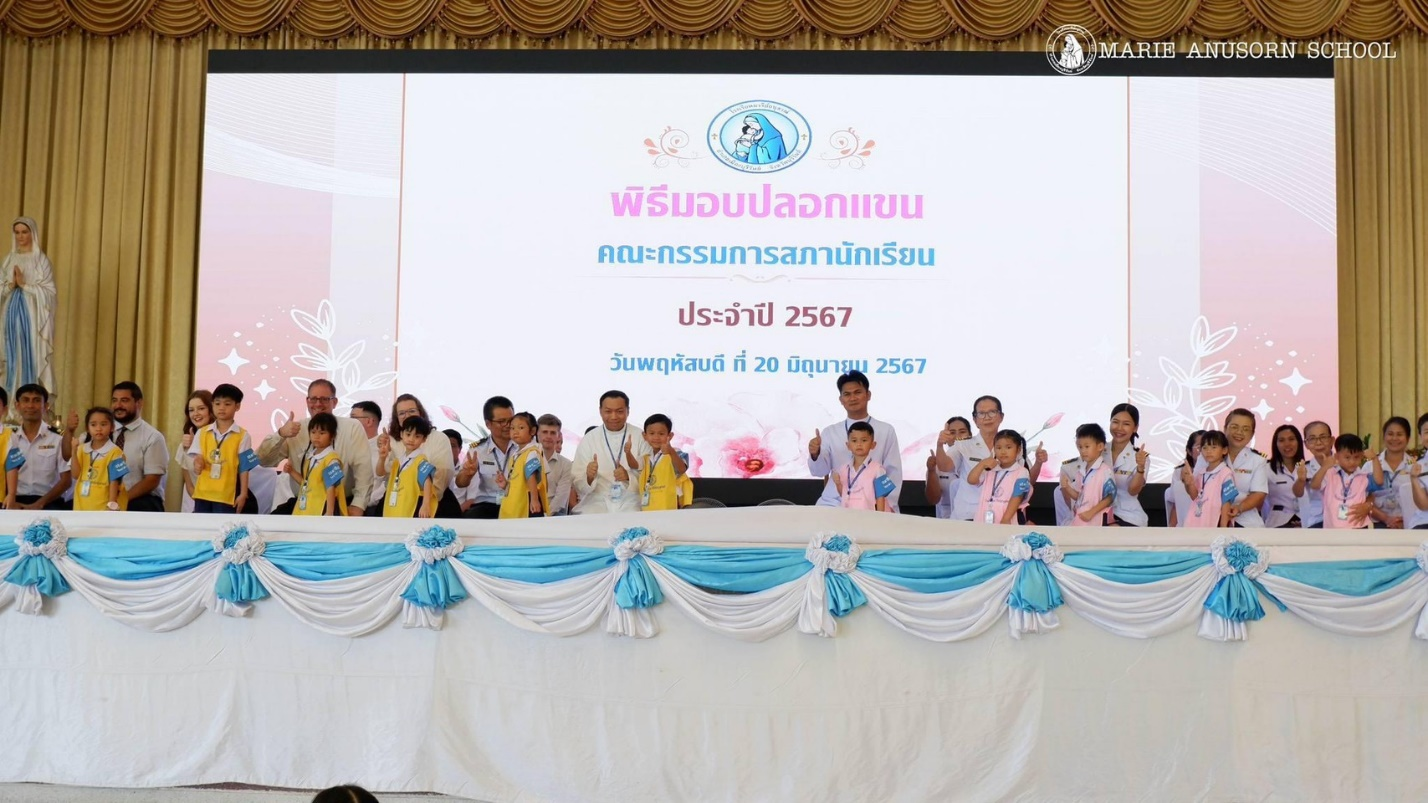 MARIE ANUSORN SCHOOL
พิธีมอบปลอกแขน
คณะกรรมการสภานักเรียน
ประจำปี 2567
วันพฤหัสบดี ที่ 20 มิถุนายน 2567